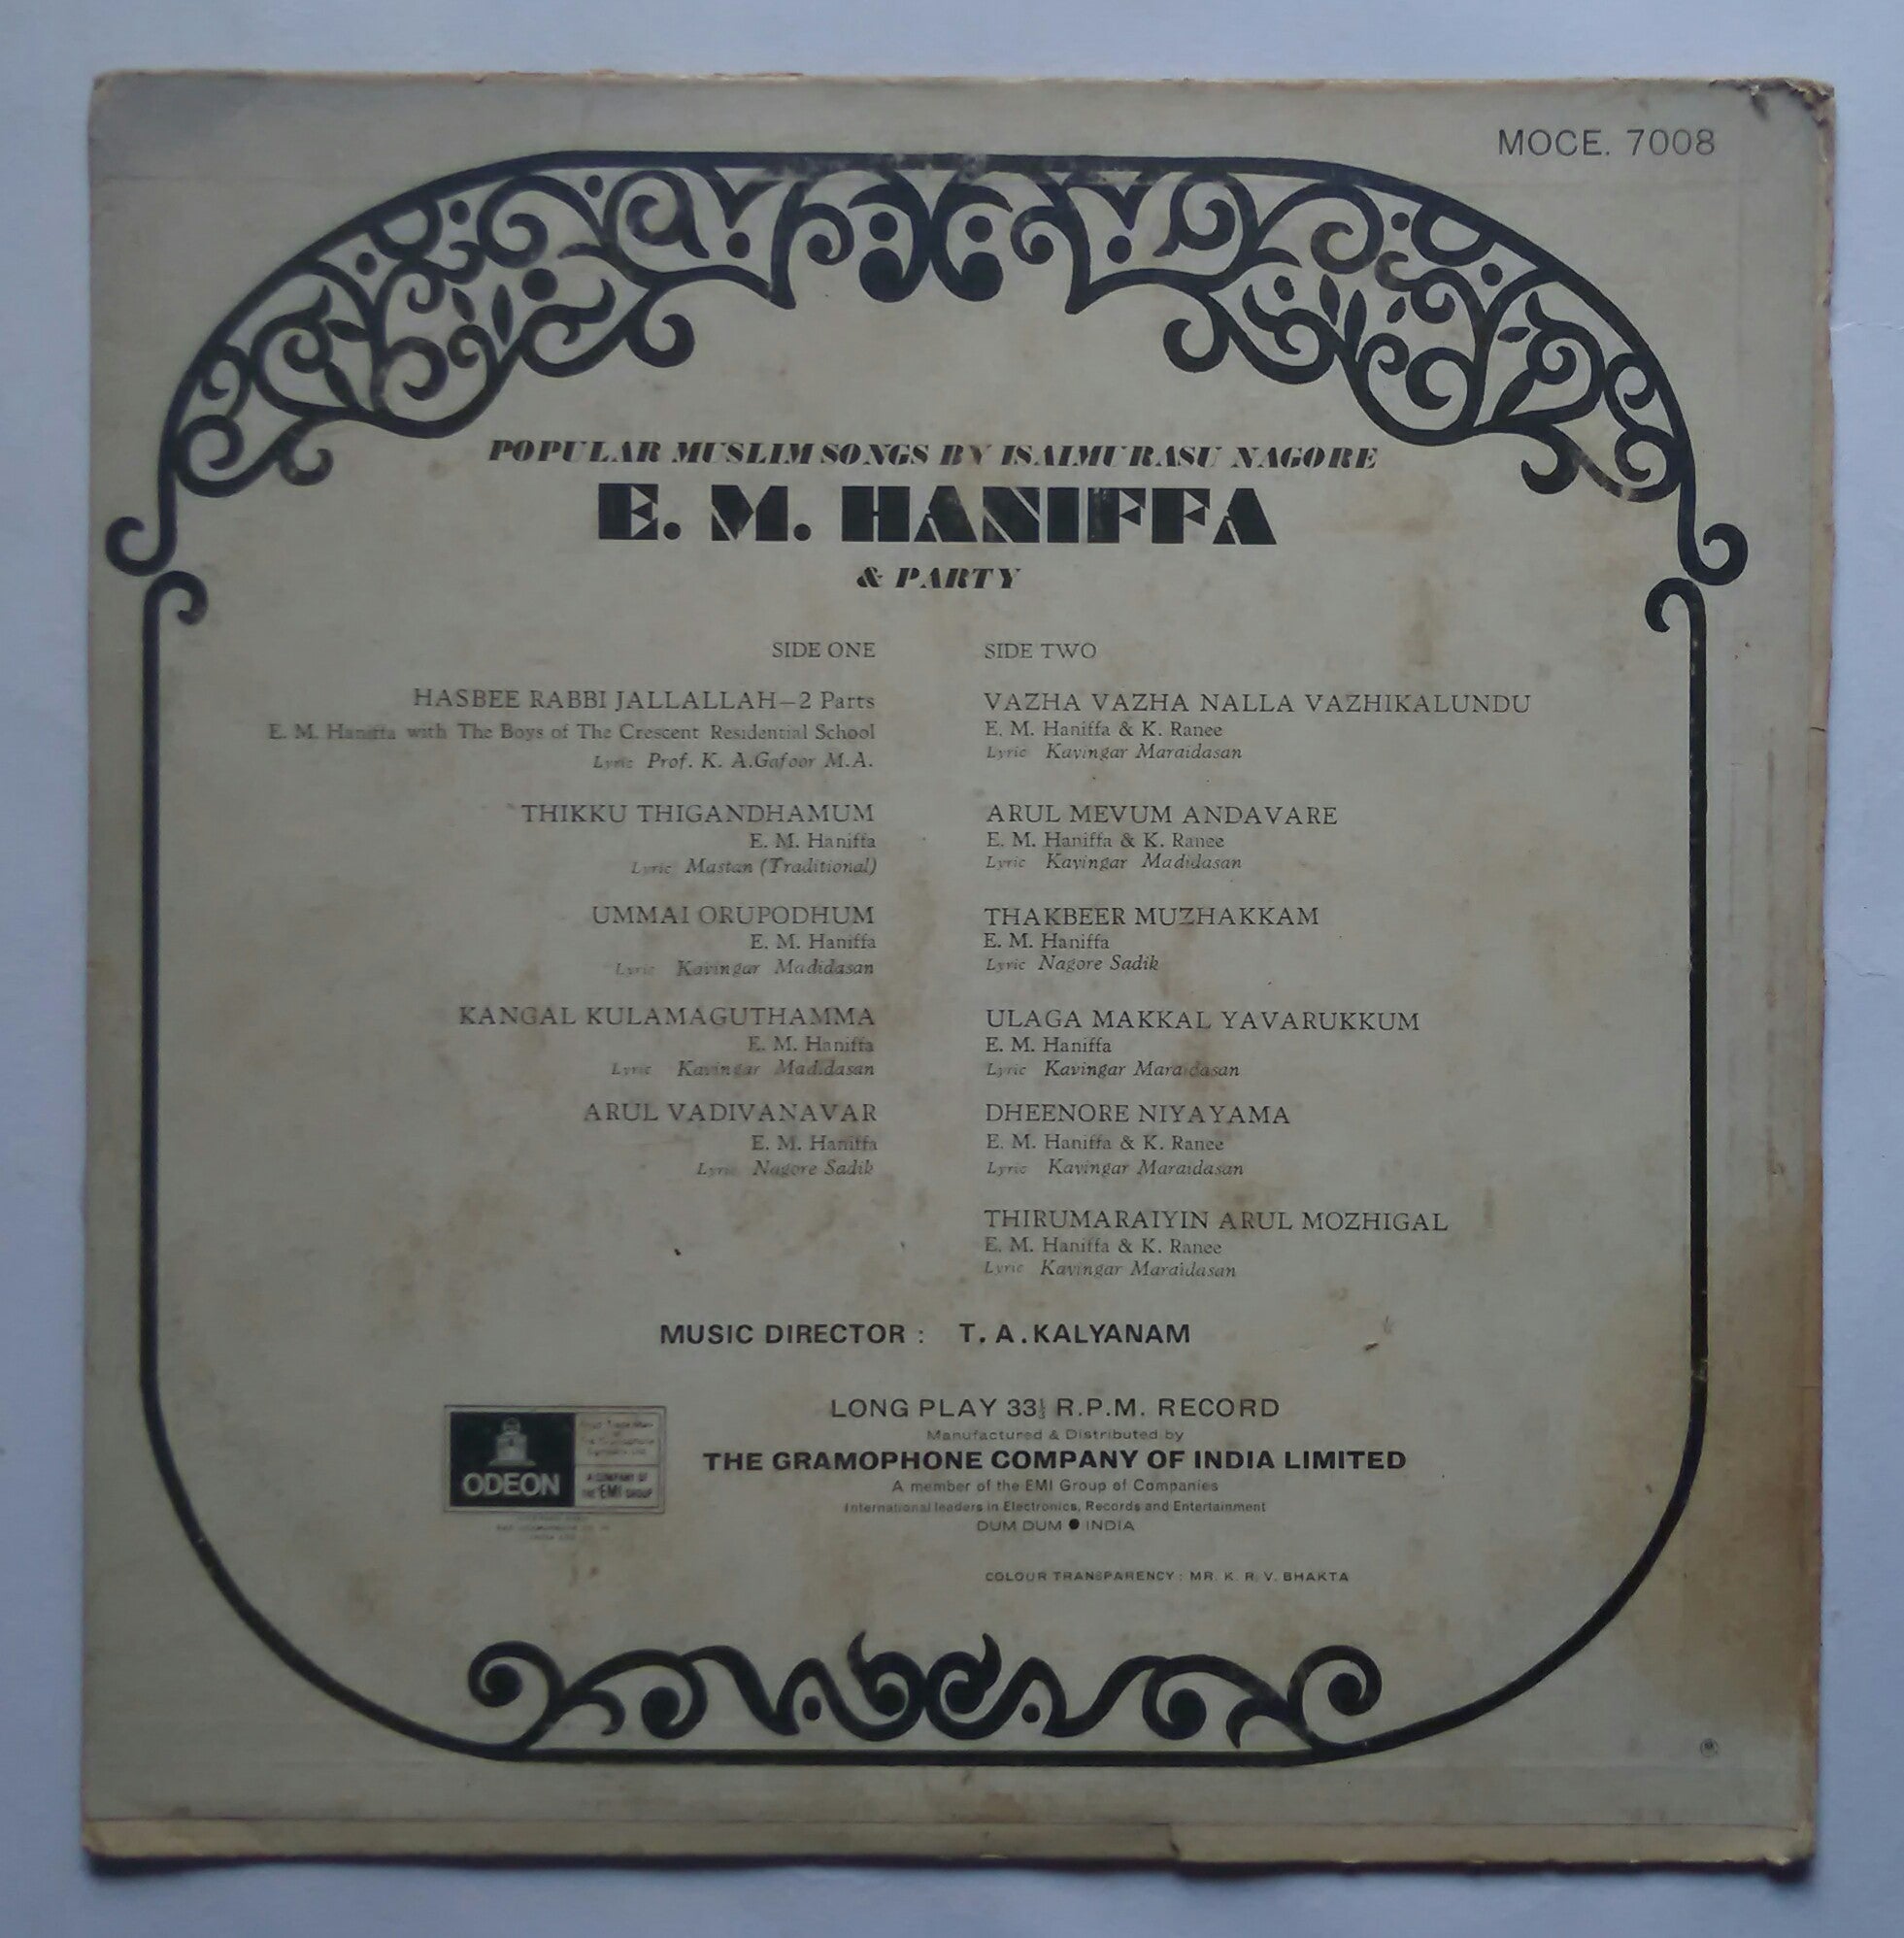 MOCE. 7008
POPULAR MUSLIM SONGS BY ISAIMURASU NAGORE
E. M. HANIFFA
& PARTY
SIDE ONE
HASBEE RABBI JALLALLAH—2 Parts
E. M. Haniffa with The Boys of The Crescent Residential School
Lyric Prof. K. A.Gafoor M.A.
THIKKU THIGANDHAMUM
E. M. Haniffa
Lyric Mastan (Traditional)
UMMAI ORUPODHUM
E. M. Haniffa
Lyric Kavingar Madidasan
KANGAL KULAMAGUTHAMMA
E. M. Haniffa
Lyric Kavingar Madidasan
ARUL VADIVANAVAR
E. M. Haniffa
Lyric Nagore Sadik
SIDE TWO
VAZHA VAZHA NALLA VAZHIKALUNDU
E. M. Haniffa & K. Ranee
Lyric Kavingar Maraidasan
ARUL MEVUM ANDAVARE
E. M. Haniffa & K. Ranee
Lyric Kavingar Madidasan
THAKBEER MUZHAKKAM
E. M. Haniffa
Lyric Nagore Sadik
ULAGA MAKKAL YAVARUKKUM
E. M. Haniffa
Lyric Kavingar Maraidasan
DHEENORE NIYAYAMA
E. M. Haniffa & K. Ranee
Lyric Kavingar Maraidasan
THIRUMARAIYIN ARUL MOZHIGAL
E. M. Haniffa & K. Ranee
Lyric Kavingar Maraidasan
MUSIC DIRECTOR : T. A. KALYANAM
LONG PLAY 33⅓ R.P.M. RECORD
Manufactured & Distributed by
THE GRAMOPHONE COMPANY OF INDIA LIMITED
A member of the EMI Group of Companies
International leaders in Electronics, Records and Entertainment
DUM DUM ● INDIA
ODEON
A COMPANY OF
THE EMI GROUP
COLOUR TRANSPARENCY : MR. K. R. V. BHAKTA